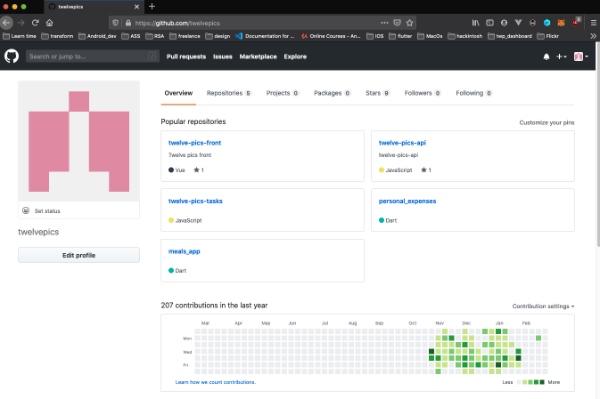 twelvepics
https://github.com/twelvepics
Learn time transform Android_dev ASS RSA freelance design Documentation for ... Online Courses - An... IOS flutter MacOs hackintosh twp_dashboard Flickr
Search or jump to... Pull requests Issues Marketplace Explore
Overview Repositories 5 Projects 0 Packages 0 Stars 9 Followers 0 Following 0
Popular repositories Customize your pins
twelve-pics-front
Twelve pics front
Vue 1
twelve-pics-api
twelve-pics-api
JavaScript 1
twelve-pics-tasks
JavaScript
personal_expenses
Dart
meals_app
Dart
Set status
twelvepics
Edit profile
207 contributions in the last year Contribution settings
Mar Apr May Jun Jul Aug Sep Oct Nov Dec Jan Feb
Mon
Wed
Fri
Learn how we count contributions. Less More